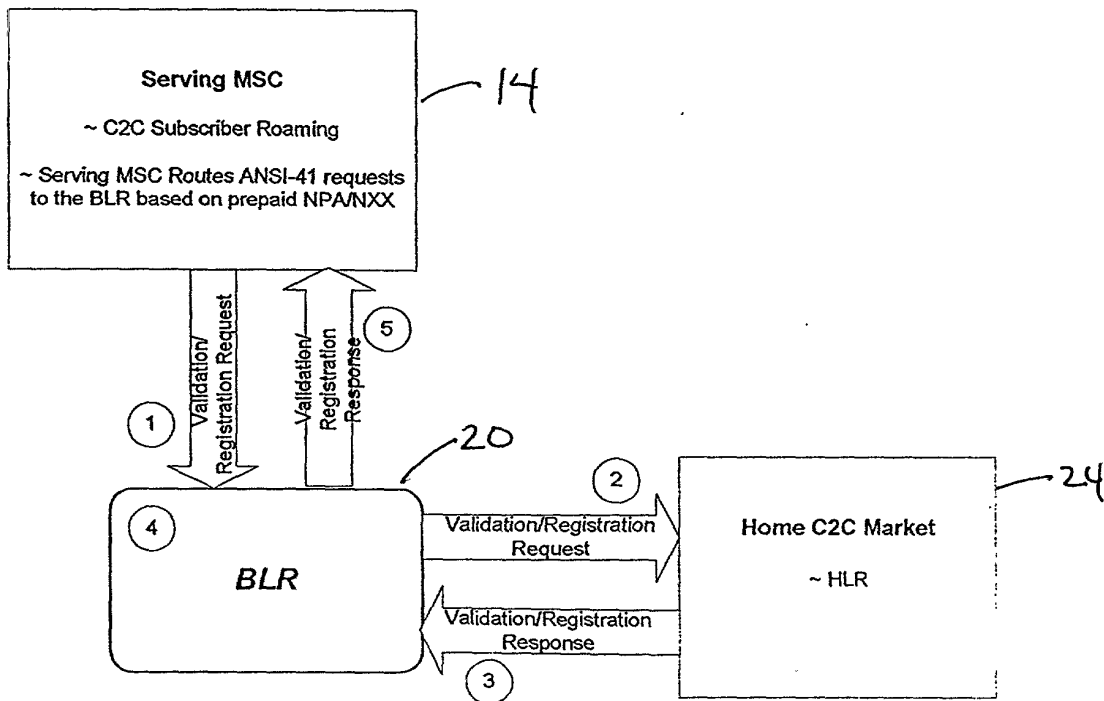 Serving MSC
~ C2C Subscriber Roaming
~ Serving MSC Routes ANSI-41 requests
to the BLR based on prepaid NPA/NXX
14
Validation/
Registration Request
1
Validation/
Registration
Response
5
20
4
BLR
2
Validation/Registration
Request
Validation/Registration
Response
3
24
Home C2C Market
~ HLR